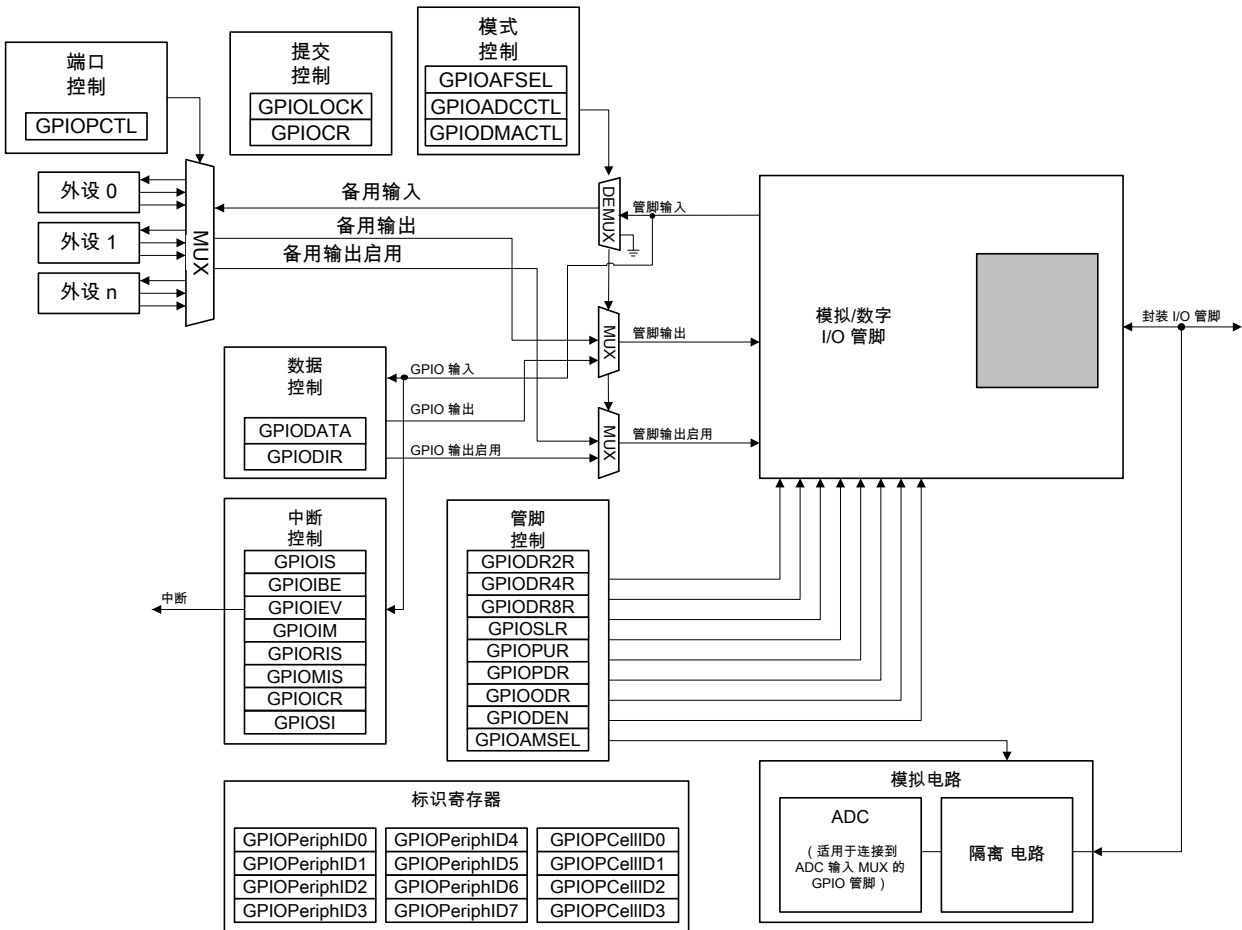 端口
控制
GPIOPCTL
提交
控制
GPIOLOCK
GPIOCR
模式
控制
GPIOAFSEL
GPIOADCCTL
GPIODMACTL
外设 0
外设 1
外设 n
MUX
备用输入
备用输出
备用输出启用
DEMUX
管脚输入
MUX
管脚输出
MUX
管脚输出启用
模拟/数字
I/O 管脚
封装 I/O 管脚
数据
控制
GPIODATA
GPIODIR
GPIO 输入
GPIO 输出
GPIO 输出启用
中断
控制
GPIOIS
GPIOIBE
GPIOIEV
GPIOIM
GPIORIS
GPIOMIS
GPIOICR
GPIOSI
中断
管脚
控制
GPIODR2R
GPIODR4R
GPIODR8R
GPIOSLR
GPIOPUR
GPIOPDR
GPIOODR
GPIODEN
GPIOAMSEL
模拟电路
ADC
(适用于连接到
ADC 输入 MUX 的
GPIO 管脚)
隔离 电路
标识寄存器
GPIOPeriphID0
GPIOPeriphID1
GPIOPeriphID2
GPIOPeriphID3
GPIOPeriphID4
GPIOPeriphID5
GPIOPeriphID6
GPIOPeriphID7
GPIOPCellID0
GPIOPCellID1
GPIOPCellID2
GPIOPCellID3